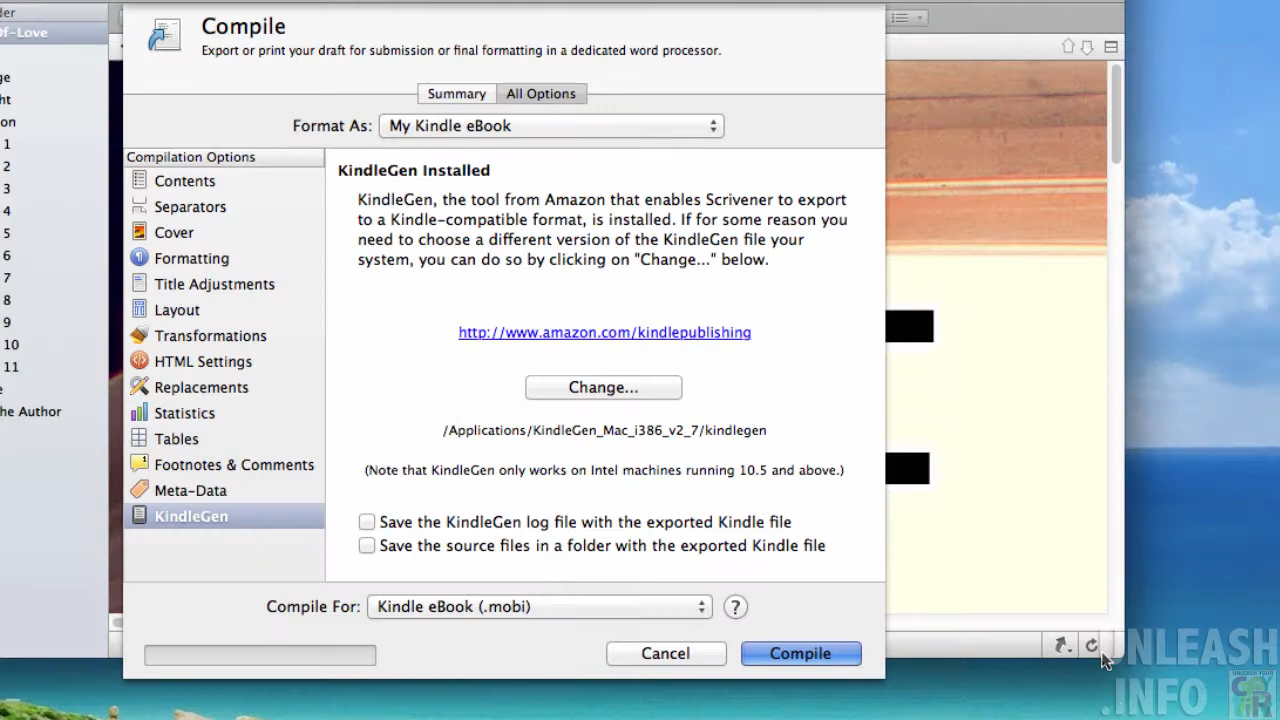 der
Of-Love
ge
ht
on
1
2
3
4
5
6
7
8
9
10
11
e
he Author
Compile
Export or print your draft for submission or final formatting in a dedicated word processor.
Summary
All Options
Format As: My Kindle eBook
Compilation Options
Contents
Separators
Cover
Formatting
Title Adjustments
Layout
Transformations
HTML Settings
Replacements
Statistics
Tables
Footnotes & Comments
Meta-Data
KindleGen
KindleGen Installed
KindleGen, the tool from Amazon that enables Scrivener to export
to a Kindle-compatible format, is installed. If for some reason you
need to choose a different version of the KindleGen file your
system, you can do so by clicking on "Change..." below.
http://www.amazon.com/kindlepublishing
Change...
/Applications/KindleGen_Mac_i386_v2_7/kindlegen
(Note that KindleGen only works on Intel machines running 10.5 and above.)
Save the KindleGen log file with the exported Kindle file
Save the source files in a folder with the exported Kindle file
Compile For: Kindle eBook (.mobi)
?
Cancel
Compile
UNLEASH
.INFO